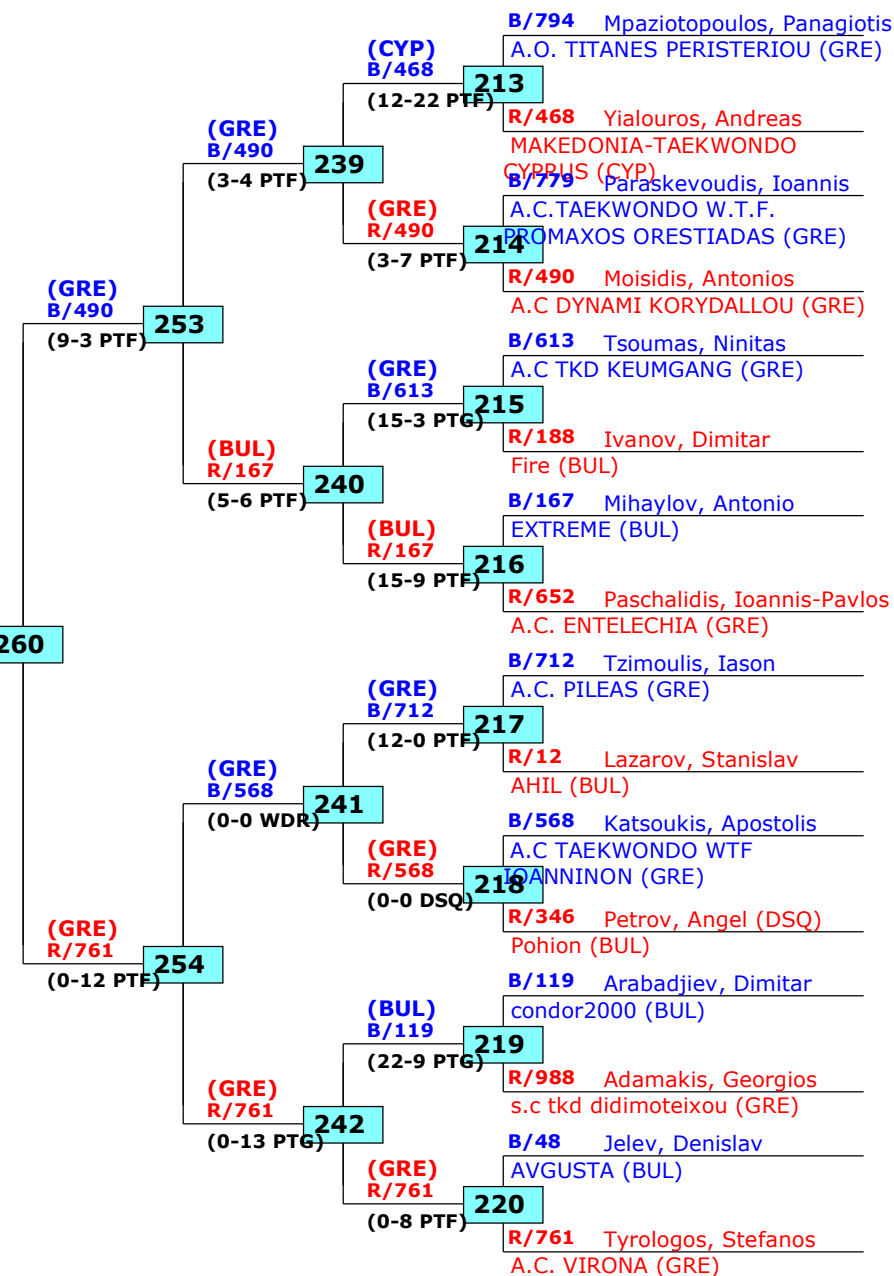 B/794 Mpaziotopoulos, Panagiotis
A.O. TITANES PERISTERIOU (GRE)
(CYP)
B/468
213
(12-22 PTF)
R/468 Yialouros, Andreas
MAKEDONIA-TAEKWONDO
CYPRUS (CYP)
(GRE)
B/490
239
(3-4 PTF)
B/779 Paraskevoudis, Ioannis
A.C.TAEKWONDO W.T.F.
PROMAXOS ORESTIADAS (GRE)
(GRE)
R/490
214
(3-7 PTF)
R/490 Moisidis, Antonios
A.C DYNAMI KORYDALLOU (GRE)
(GRE)
B/490
253
(9-3 PTF)
B/613 Tsoumas, Ninitas
A.C TKD KEUMGANG (GRE)
(GRE)
B/613
215
(15-3 PTG)
R/188 Ivanov, Dimitar
Fire (BUL)
(BUL)
R/167
240
(5-6 PTF)
B/167 Mihaylov, Antonio
EXTREME (BUL)
(BUL)
R/167
216
(15-9 PTF)
R/652 Paschalidis, Ioannis-Pavlos
A.C. ENTELECHIA (GRE)
260
B/712 Tzimoulis, Iason
A.C. PILEAS (GRE)
(GRE)
B/712
217
(12-0 PTF)
R/12 Lazarov, Stanislav
AHIL (BUL)
(GRE)
B/568
241
(0-0 WDR)
B/568 Katsoukis, Apostolis
A.C TAEKWONDO WTF
IOANNINON (GRE)
(GRE)
R/568
218
(0-0 DSQ)
R/346 Petrov, Angel (DSQ)
Pohion (BUL)
(GRE)
R/761
254
(0-12 PTF)
B/119 Arabadjiev, Dimitar
condor2000 (BUL)
(BUL)
B/119
219
(22-9 PTG)
R/988 Adamakis, Georgios
s.c tkd didimoteixou (GRE)
(GRE)
R/761
242
(0-13 PTG)
B/48 Jelev, Denislav
AVGUSTA (BUL)
(GRE)
R/761
220
(0-8 PTF)
R/761 Tyrologos, Stefanos
A.C. VIRONA (GRE)